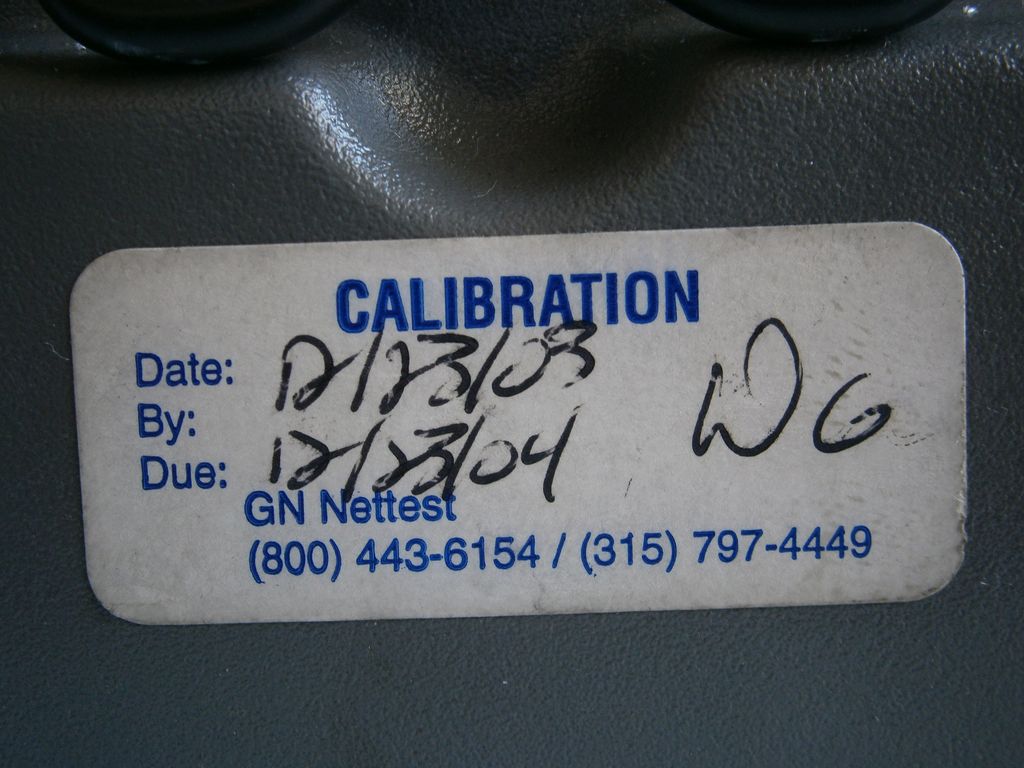 CALIBRATION
Date: 12/23/03
By: WG
Due: 12/23/04
GN Nettest
(800) 443-6154 / (315) 797-4449